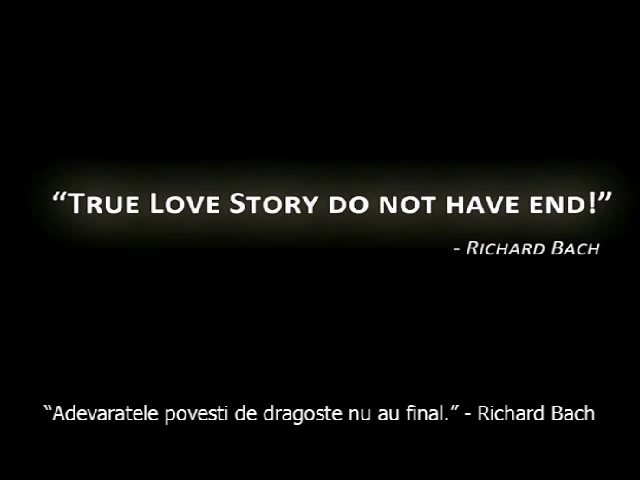 “True Love Story do not have end!”
- Richard Bach
“Adevaratele povesti de dragoste nu au final.” - Richard Bach